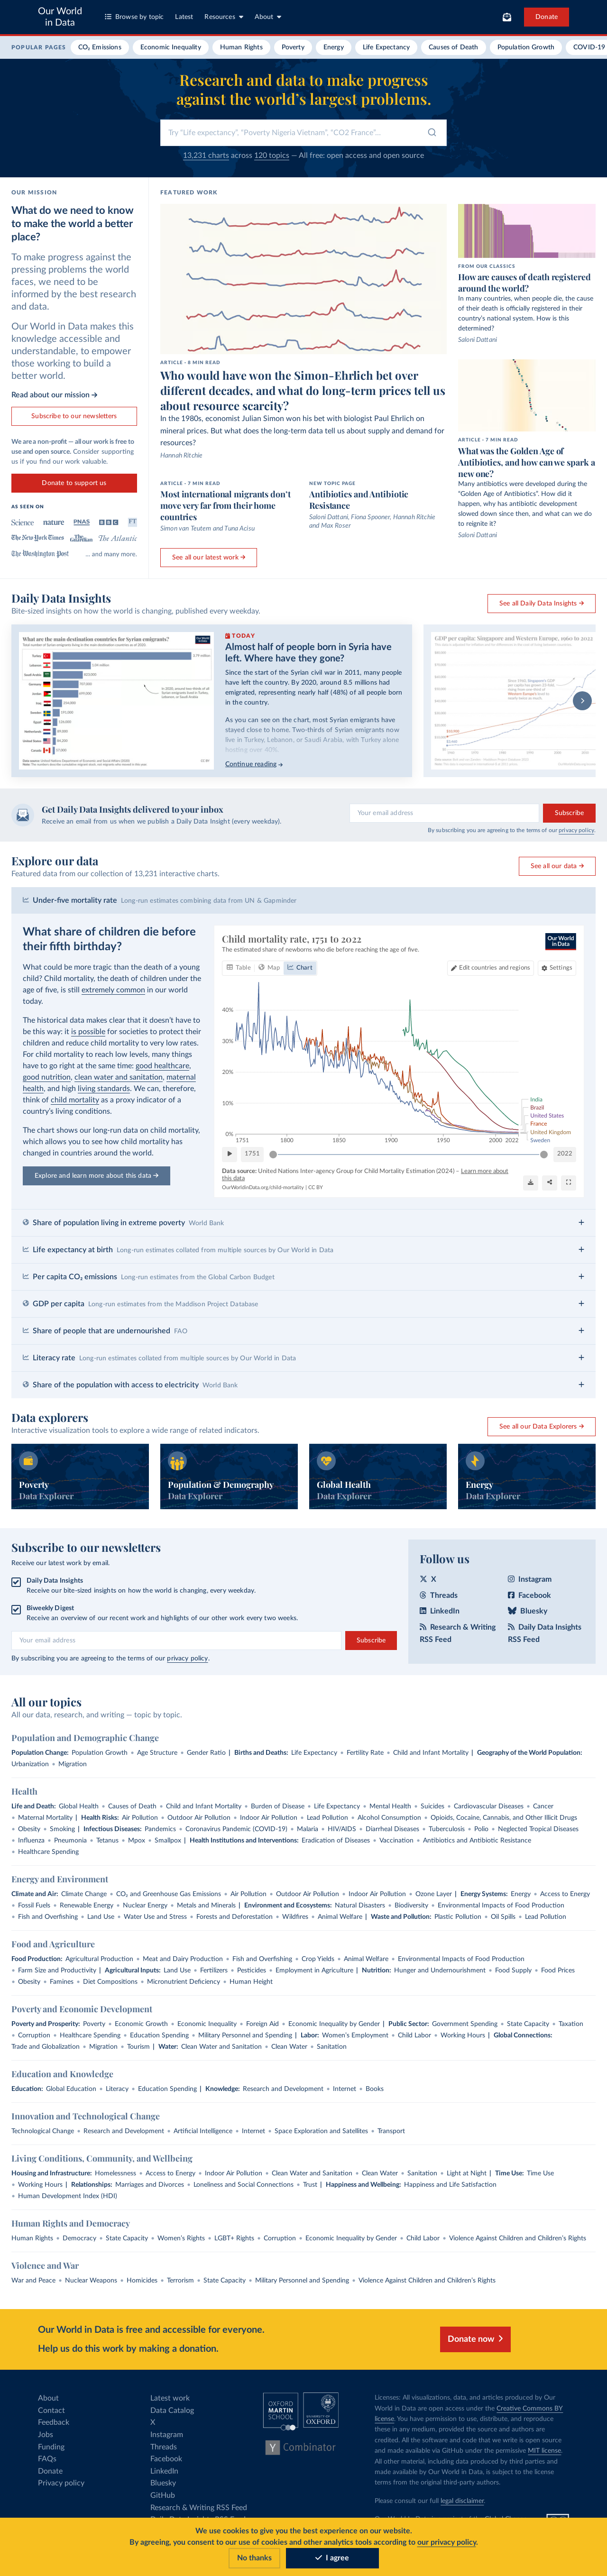 Our World
in Data
Browse by topic
Latest
Resources
About
Donate
POPULAR PAGES
CO₂ Emissions
Economic Inequality
Human Rights
Poverty
Energy
Life Expectancy
Causes of Death
Population Growth
COVID-19
Research and data to make progress
against the world's largest problems.
Try "Life expectancy", "Poverty Nigeria Vietnam", "CO2 France"...
13,231 charts across 120 topics — All free: open access and open source
OUR MISSION
What do we need to know
to make the world a better
place?
To make progress against the
pressing problems the world
faces, we need to be
informed by the best research
and data.
Our World in Data makes this
knowledge accessible and
understandable, to empower
those working to build a
better world.
Read about our mission →
Subscribe to our newsletters
We are a non-profit — all our work is free to
use and open source. Consider supporting
us if you find our work valuable.
Donate to support us
AS SEEN ON
Science nature PNAS BBC FT
The New York Times The Guardian The Atlantic
The Washington Post ... and many more.
FEATURED WORK
ARTICLE • 8 MIN READ
Who would have won the Simon-Ehrlich bet over
different decades, and what do long-term prices tell us
about resource scarcity?
In the 1980s, economist Julian Simon won his bet with biologist Paul Ehrlich on
mineral prices. But what does the long-term data tell us about supply and demand for
resources?
Hannah Ritchie
ARTICLE • 7 MIN READ
Most international migrants don't
move very far from their home
countries
Simon van Teutem and Tuna Acisu
NEW TOPIC PAGE
Antibiotics and Antibiotic
Resistance
Saloni Dattani, Fiona Spooner, Hannah Ritchie
and Max Roser
See all our latest work →
FROM OUR CLASSICS
How are causes of death registered
around the world?
In many countries, when people die, the cause
of their death is officially registered in their
country's national system. How is this
determined?
Saloni Dattani
ARTICLE • 7 MIN READ
What was the Golden Age of
Antibiotics, and how can we spark a
new one?
Many antibiotics were developed during the
"Golden Age of Antibiotics". How did it
happen, why has antibiotic development
slowed down since then, and what can we do
to reignite it?
Saloni Dattani
Daily Data Insights
Bite-sized insights on how the world is changing, published every weekday.
See all Daily Data Insights →
What are the main destination countries for Syrian emigrants?
TODAY
Almost half of people born in Syria have
left. Where have they gone?
Since the start of the Syrian civil war in 2011, many people
have left the country. By 2020, around 8.5 millions had
emigrated, representing nearly half (48%) of all people born
in the country.
As you can see on the chart, most Syrian emigrants have
stayed close to home. Two-thirds of Syrian emigrants now
live in Turkey, Lebanon, or Saudi Arabia, with Turkey alone
hosting over 40%.
Continue reading →
GDP per capita: Singapore and Western Europe, 1960 to 2022
Get Daily Data Insights delivered to your inbox
Receive an email from us when we publish a Daily Data Insight (every weekday).
Your email address
Subscribe
By subscribing you are agreeing to the terms of our privacy policy.
Explore our data
Featured data from our collection of 13,231 interactive charts.
See all our data →
Under-five mortality rate Long-run estimates combining data from UN & Gapminder
What share of children die before
their fifth birthday?
What could be more tragic than the death of a young
child? Child mortality, the death of children under the
age of five, is still extremely common in our world
today.
The historical data makes clear that it doesn't have to
be this way: it is possible for societies to protect their
children and reduce child mortality to very low rates.
For child mortality to reach low levels, many things
have to go right at the same time: good healthcare,
good nutrition, clean water and sanitation, maternal
health, and high living standards. We can, therefore,
think of child mortality as a proxy indicator of a
country's living conditions.
The chart shows our long-run data on child mortality,
which allows you to see how child mortality has
changed in countries around the world.
Explore and learn more about this data →
Child mortality rate, 1751 to 2022
The estimated share of newborns who die before reaching the age of five.
Our World
in Data
Table
Map
Chart
Edit countries and regions
Settings
40%
30%
20%
10%
0%
1751 1800 1850 1900 1950 2000 2022
India
Brazil
United States
France
United Kingdom
Sweden
1751
2022
Data source: United Nations Inter-agency Group for Child Mortality Estimation (2024) – Learn more about
this data
OurWorldinData.org/child-mortality | CC BY
Share of population living in extreme poverty World Bank
Life expectancy at birth Long-run estimates collated from multiple sources by Our World in Data
Per capita CO₂ emissions Long-run estimates from the Global Carbon Budget
GDP per capita Long-run estimates from the Maddison Project Database
Share of people that are undernourished FAO
Literacy rate Long-run estimates collated from multiple sources by Our World in Data
Share of the population with access to electricity World Bank
Data explorers
Interactive visualization tools to explore a wide range of related indicators.
See all our Data Explorers →
Poverty
Data Explorer
Population & Demography
Data Explorer
Global Health
Data Explorer
Energy
Data Explorer
Subscribe to our newsletters
Receive our latest work by email.
Daily Data Insights
Receive our bite-sized insights on how the world is changing, every weekday.
Biweekly Digest
Receive an overview of our recent work and highlights of our other work every two weeks.
Your email address
Subscribe
By subscribing you are agreeing to the terms of our privacy policy.
Follow us
X
Threads
LinkedIn
Research & Writing
RSS Feed
Instagram
Facebook
Bluesky
Daily Data Insights
RSS Feed
All our topics
All our data, research, and writing — topic by topic.
Population and Demographic Change
Population Change: Population Growth • Age Structure • Gender Ratio | Births and Deaths: Life Expectancy • Fertility Rate • Child and Infant Mortality | Geography of the World Population:
Urbanization • Migration
Health
Life and Death: Global Health • Causes of Death • Child and Infant Mortality • Burden of Disease • Life Expectancy • Mental Health • Suicides • Cardiovascular Diseases • Cancer
• Maternal Mortality | Health Risks: Air Pollution • Outdoor Air Pollution • Indoor Air Pollution • Lead Pollution • Alcohol Consumption • Opioids, Cocaine, Cannabis, and Other Illicit Drugs
• Obesity • Smoking | Infectious Diseases: Pandemics • Coronavirus Pandemic (COVID-19) • Malaria • HIV/AIDS • Diarrheal Diseases • Tuberculosis • Polio • Neglected Tropical Diseases
• Influenza • Pneumonia • Tetanus • Mpox • Smallpox | Health Institutions and Interventions: Eradication of Diseases • Vaccination • Antibiotics and Antibiotic Resistance
• Healthcare Spending
Energy and Environment
Climate and Air: Climate Change • CO₂ and Greenhouse Gas Emissions • Air Pollution • Outdoor Air Pollution • Indoor Air Pollution • Ozone Layer | Energy Systems: Energy • Access to Energy
• Fossil Fuels • Renewable Energy • Nuclear Energy • Metals and Minerals | Environment and Ecosystems: Natural Disasters • Biodiversity • Environmental Impacts of Food Production
• Fish and Overfishing • Land Use • Water Use and Stress • Forests and Deforestation • Wildfires • Animal Welfare | Waste and Pollution: Plastic Pollution • Oil Spills • Lead Pollution
Food and Agriculture
Food Production: Agricultural Production • Meat and Dairy Production • Fish and Overfishing • Crop Yields • Animal Welfare • Environmental Impacts of Food Production
• Farm Size and Productivity | Agricultural Inputs: Land Use • Fertilizers • Pesticides • Employment in Agriculture | Nutrition: Hunger and Undernourishment • Food Supply • Food Prices
• Obesity • Famines • Diet Compositions • Micronutrient Deficiency • Human Height
Poverty and Economic Development
Poverty and Prosperity: Poverty • Economic Growth • Economic Inequality • Foreign Aid • Economic Inequality by Gender | Public Sector: Government Spending • State Capacity • Taxation
• Corruption • Healthcare Spending • Education Spending • Military Personnel and Spending | Labor: Women's Employment • Child Labor • Working Hours | Global Connections:
Trade and Globalization • Migration • Tourism | Water: Clean Water and Sanitation • Clean Water • Sanitation
Education and Knowledge
Education: Global Education • Literacy • Education Spending | Knowledge: Research and Development • Internet • Books
Innovation and Technological Change
Technological Change • Research and Development • Artificial Intelligence • Internet • Space Exploration and Satellites • Transport
Living Conditions, Community, and Wellbeing
Housing and Infrastructure: Homelessness • Access to Energy • Indoor Air Pollution • Clean Water and Sanitation • Clean Water • Sanitation • Light at Night | Time Use: Time Use
• Working Hours | Relationships: Marriages and Divorces • Loneliness and Social Connections • Trust | Happiness and Wellbeing: Happiness and Life Satisfaction
• Human Development Index (HDI)
Human Rights and Democracy
Human Rights • Democracy • State Capacity • Women's Rights • LGBT+ Rights • Corruption • Economic Inequality by Gender • Child Labor • Violence Against Children and Children's Rights
Violence and War
War and Peace • Nuclear Weapons • Homicides • Terrorism • State Capacity • Military Personnel and Spending • Violence Against Children and Children's Rights
Our World in Data is free and accessible for everyone.
Help us do this work by making a donation.
Donate now
About
Contact
Feedback
Jobs
Funding
FAQs
Donate
Privacy policy
Latest work
Data Catalog
X
Instagram
Threads
Facebook
LinkedIn
Bluesky
GitHub
Research & Writing RSS Feed
OXFORD
MARTIN
SCHOOL
UNIVERSITY OF
OXFORD
Y Combinator
Licenses: All visualizations, data, and articles produced by Our
World in Data are open access under the Creative Commons BY
license. You have permission to use, distribute, and reproduce
these in any medium, provided the source and authors are
credited. All the software and code that we write is open source
and made available via GitHub under the permissive MIT license.
All other material, including data produced by third parties and
made available by Our World in Data, is subject to the license
terms from the original third-party authors.
Please consult our full legal disclaimer.
We use cookies to give you the best experience on our website.
By agreeing, you consent to our use of cookies and other analytics tools according to our privacy policy.
No thanks
I agree